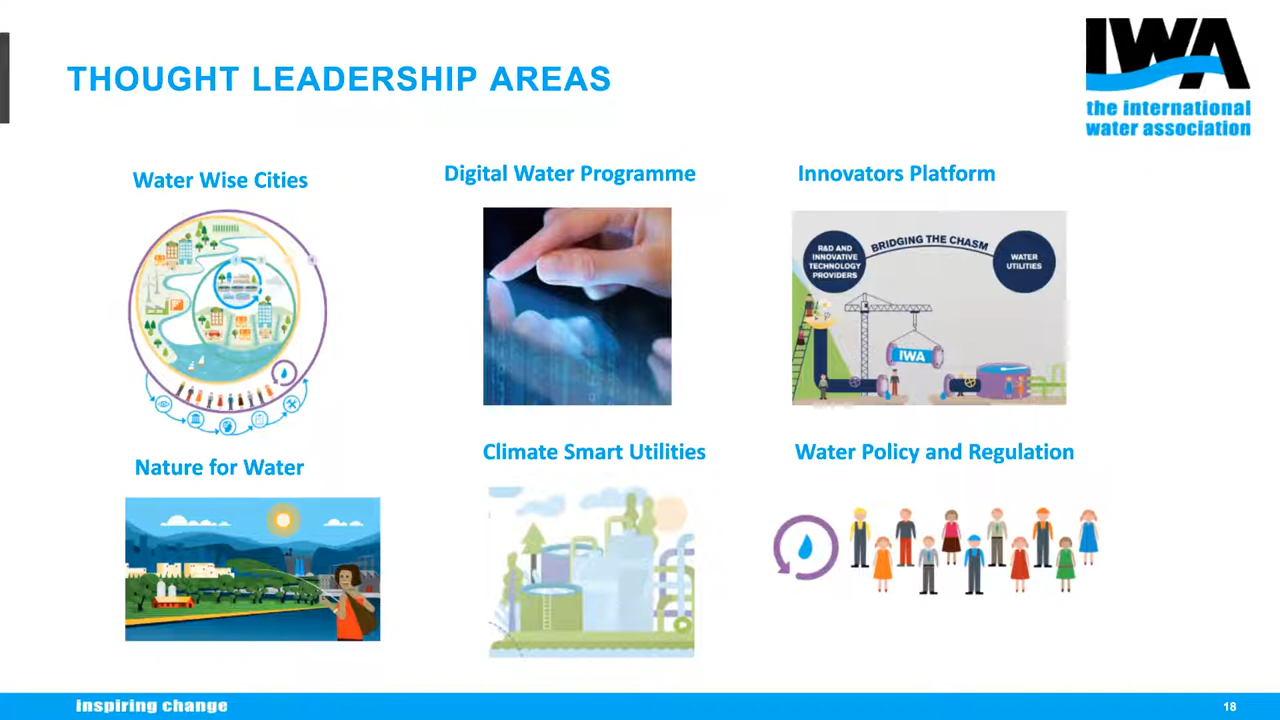 THOUGHT LEADERSHIP AREAS
IWA
the international
water association
Water Wise Cities
Digital Water Programme
Innovators Platform
R&D AND
INNOVATIVE
TECHNOLOGY
PROVIDERS
BRIDGING THE CHASM
WATER
UTILITIES
IWA
Nature for Water
Climate Smart Utilities
Water Policy and Regulation
inspiring change
18